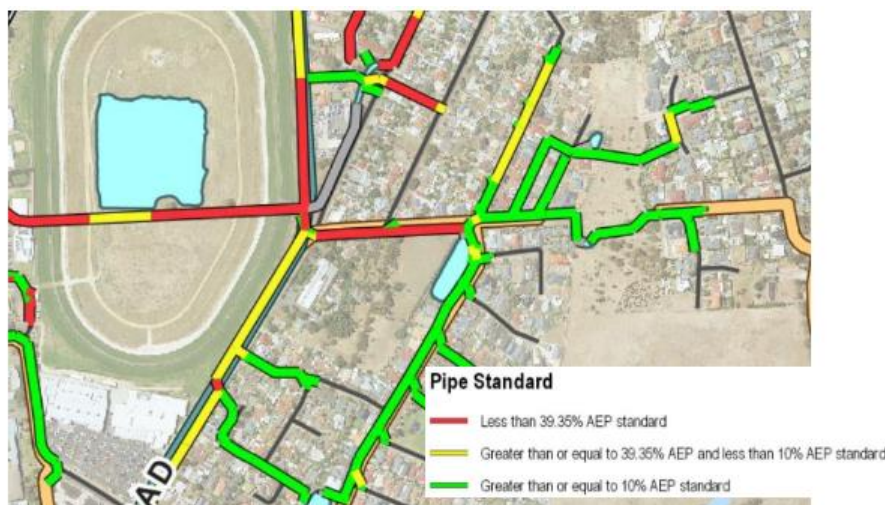 Pipe Standard
Less than 39.35% AEP standard
Greater than or equal to 39.35% AEP and less than 10% AEP standard
Greater than or equal to 10% AEP standard
AD